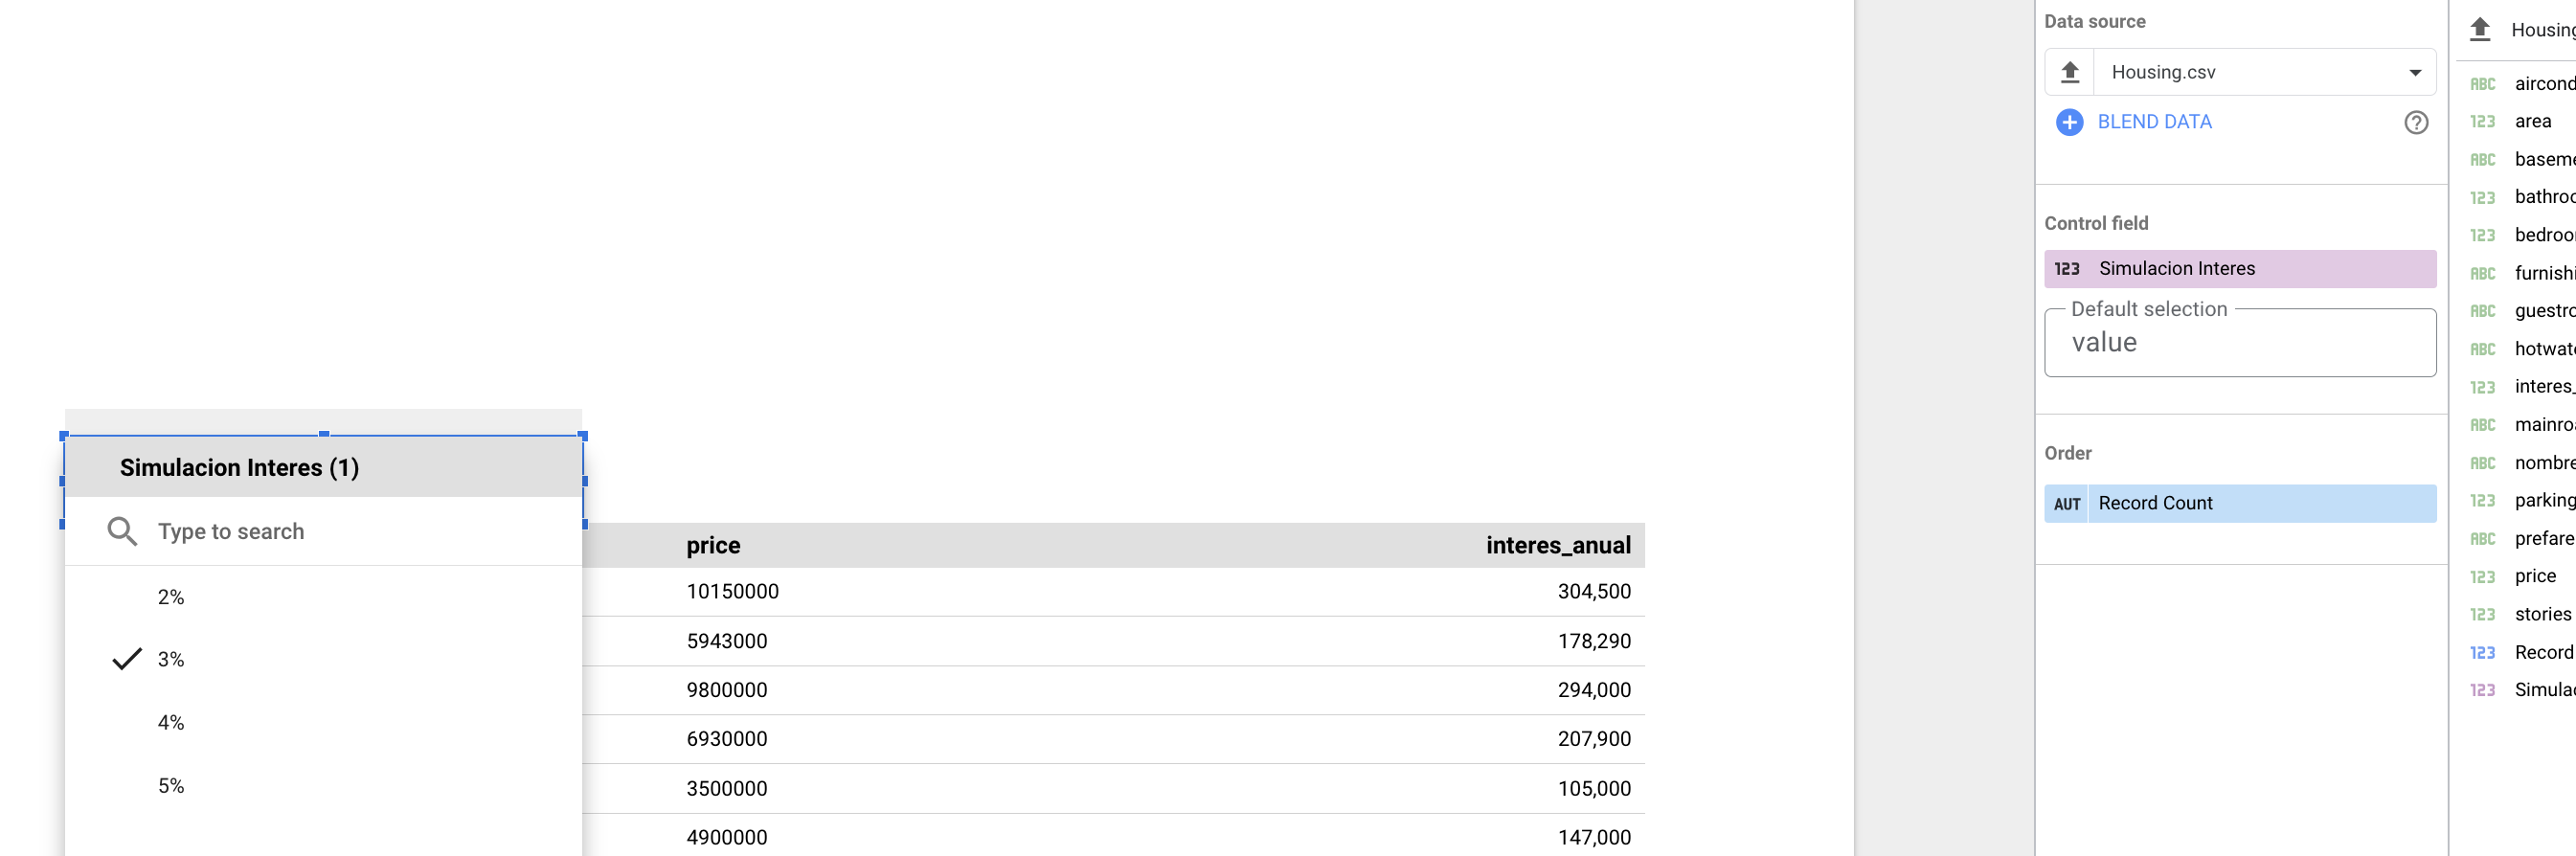 Simulacion Interes (1)
Type to search
2%
3%
4%
5%
price interes_anual
10150000 304,500
5943000 178,290
9800000 294,000
6930000 207,900
3500000 105,000
4900000 147,000
Data source
Housing.csv
BLEND DATA
Control field
123 Simulacion Interes
Default selection
value
Order
AUT Record Count
Housing
ABC aircond
123 area
ABC baseme
123 bathroo
123 bedroo
ABC furnishi
ABC guestro
ABC hotwat
123 interes_
ABC mainro
ABC nombre
123 parking
ABC prefare
123 price
123 stories
123 Record
123 Simula